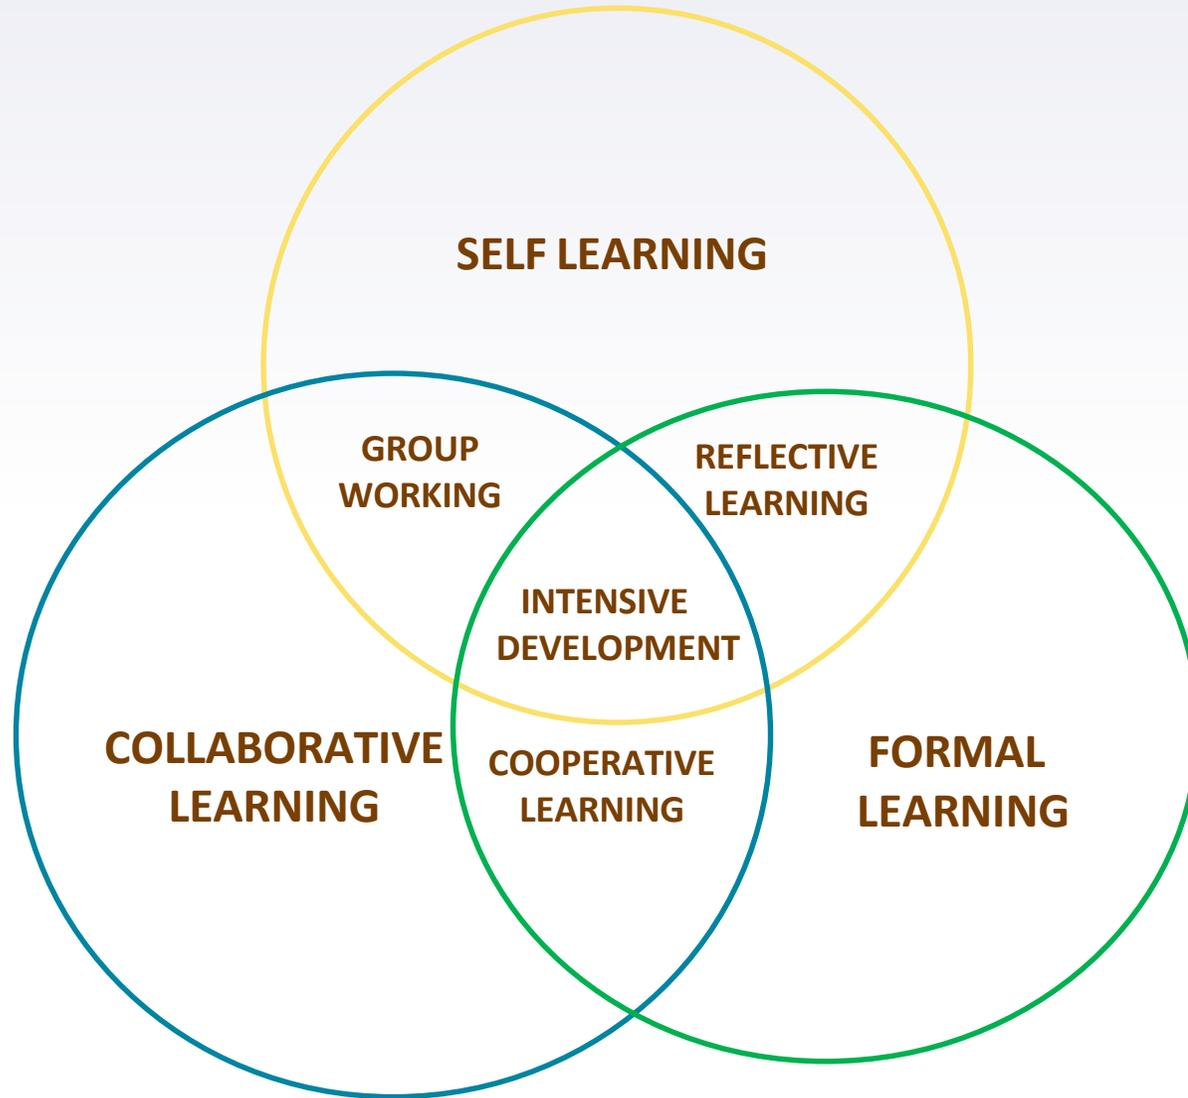 SELF LEARNING
GROUP
WORKING
REFLECTIVE
LEARNING
INTENSIVE
DEVELOPMENT
COLLABORATIVE
LEARNING
COOPERATIVE
LEARNING
FORMAL
LEARNING